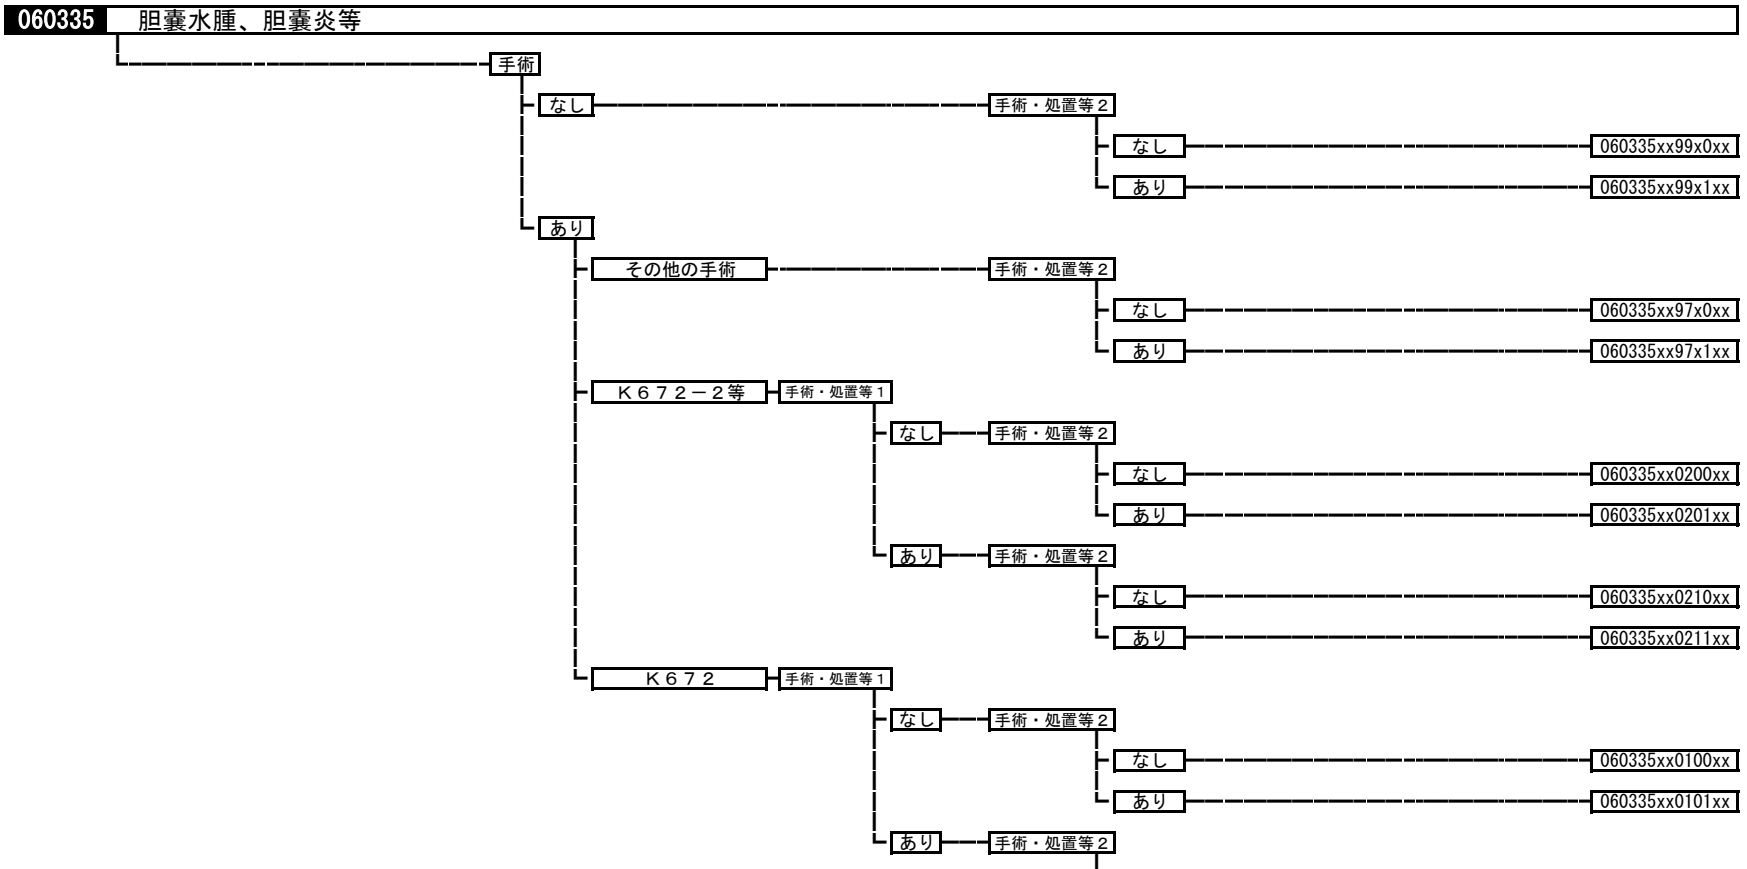 060335 胆嚢水腫、胆嚢炎等
手術
なし 手術・処置等２
なし 060335xx99x0xx
あり 060335xx99x1xx
あり
その他の手術 手術・処置等２
なし 060335xx97x0xx
あり 060335xx97x1xx
Ｋ６７２－２等 手術・処置等１
なし 手術・処置等２
なし 060335xx0200xx
あり 060335xx0201xx
あり 手術・処置等２
なし 060335xx0210xx
あり 060335xx0211xx
Ｋ６７２ 手術・処置等１
なし 手術・処置等２
なし 060335xx0100xx
あり 060335xx0101xx
あり 手術・処置等２